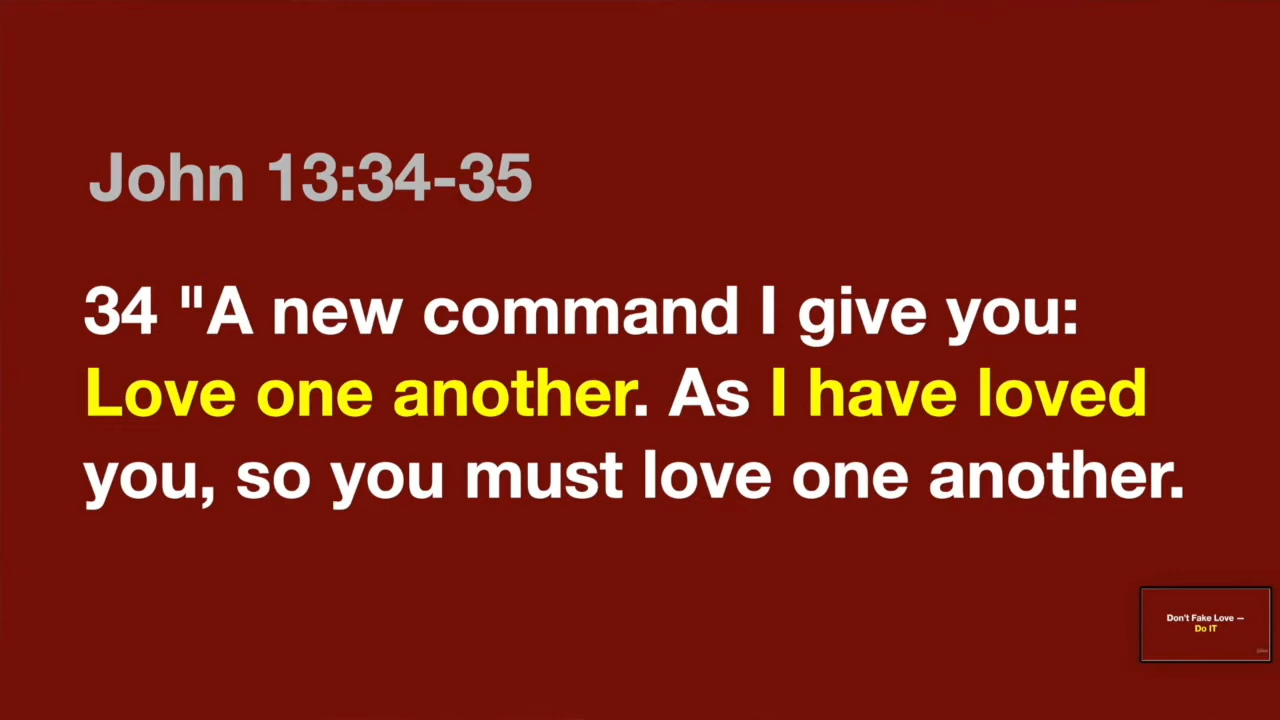 John 13:34-35
34 "A new command I give you:
Love one another. As I have loved
you, so you must love one another.
Don't Fake Love —
Do IT